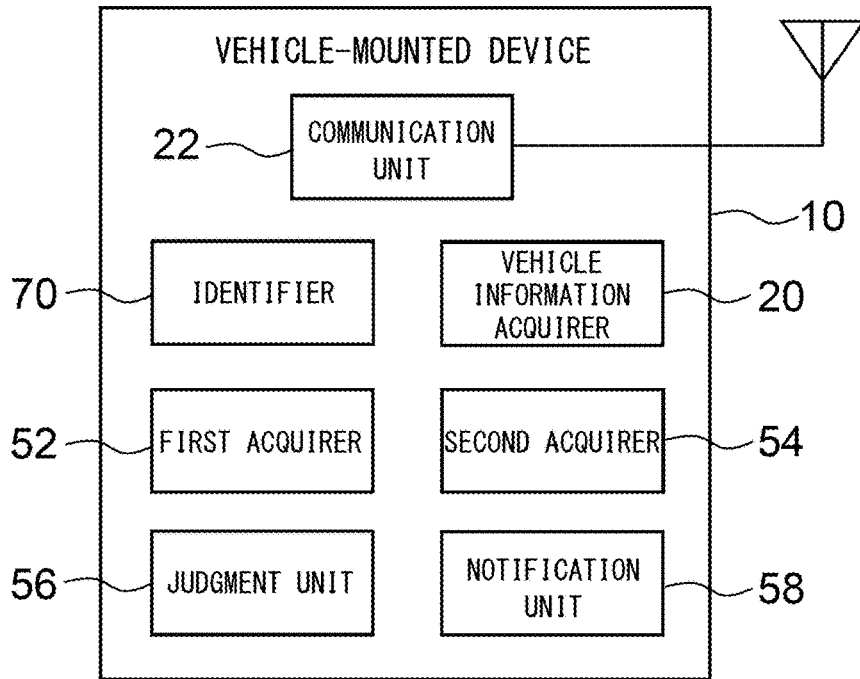 VEHICLE-MOUNTED DEVICE
22
COMMUNICATION
UNIT
10
70
IDENTIFIER
VEHICLE
INFORMATION
ACQUIRER
20
52
FIRST ACQUIRER
SECOND ACQUIRER
54
56
JUDGMENT UNIT
NOTIFICATION
UNIT
58